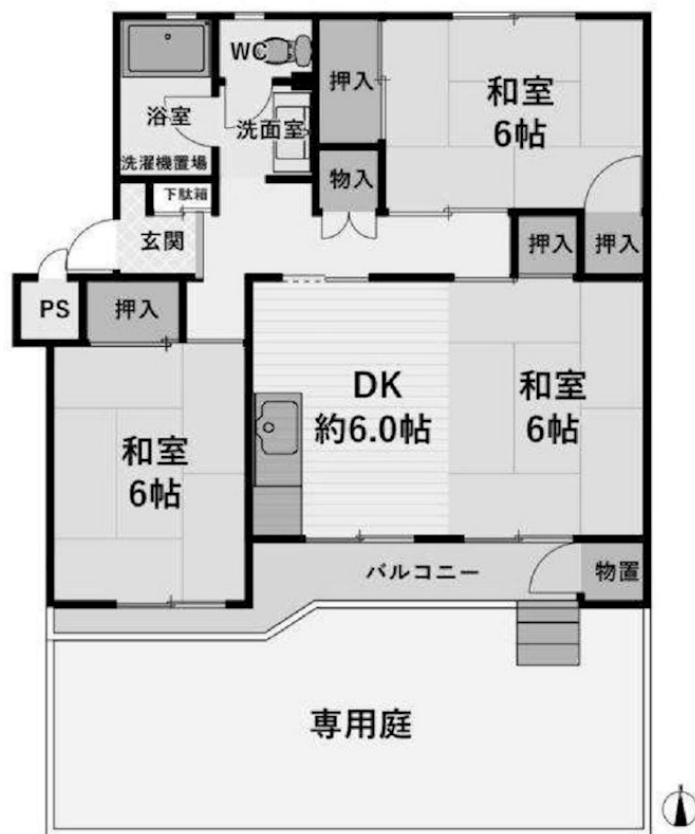 WC
押入
和室
6帖
浴室
洗面室
洗濯機置場
物入
下駄箱
玄関
押入
押入
PS
押入
DK
約6.0帖
和室
6帖
和室
6帖
バルコニー
物置
専用庭